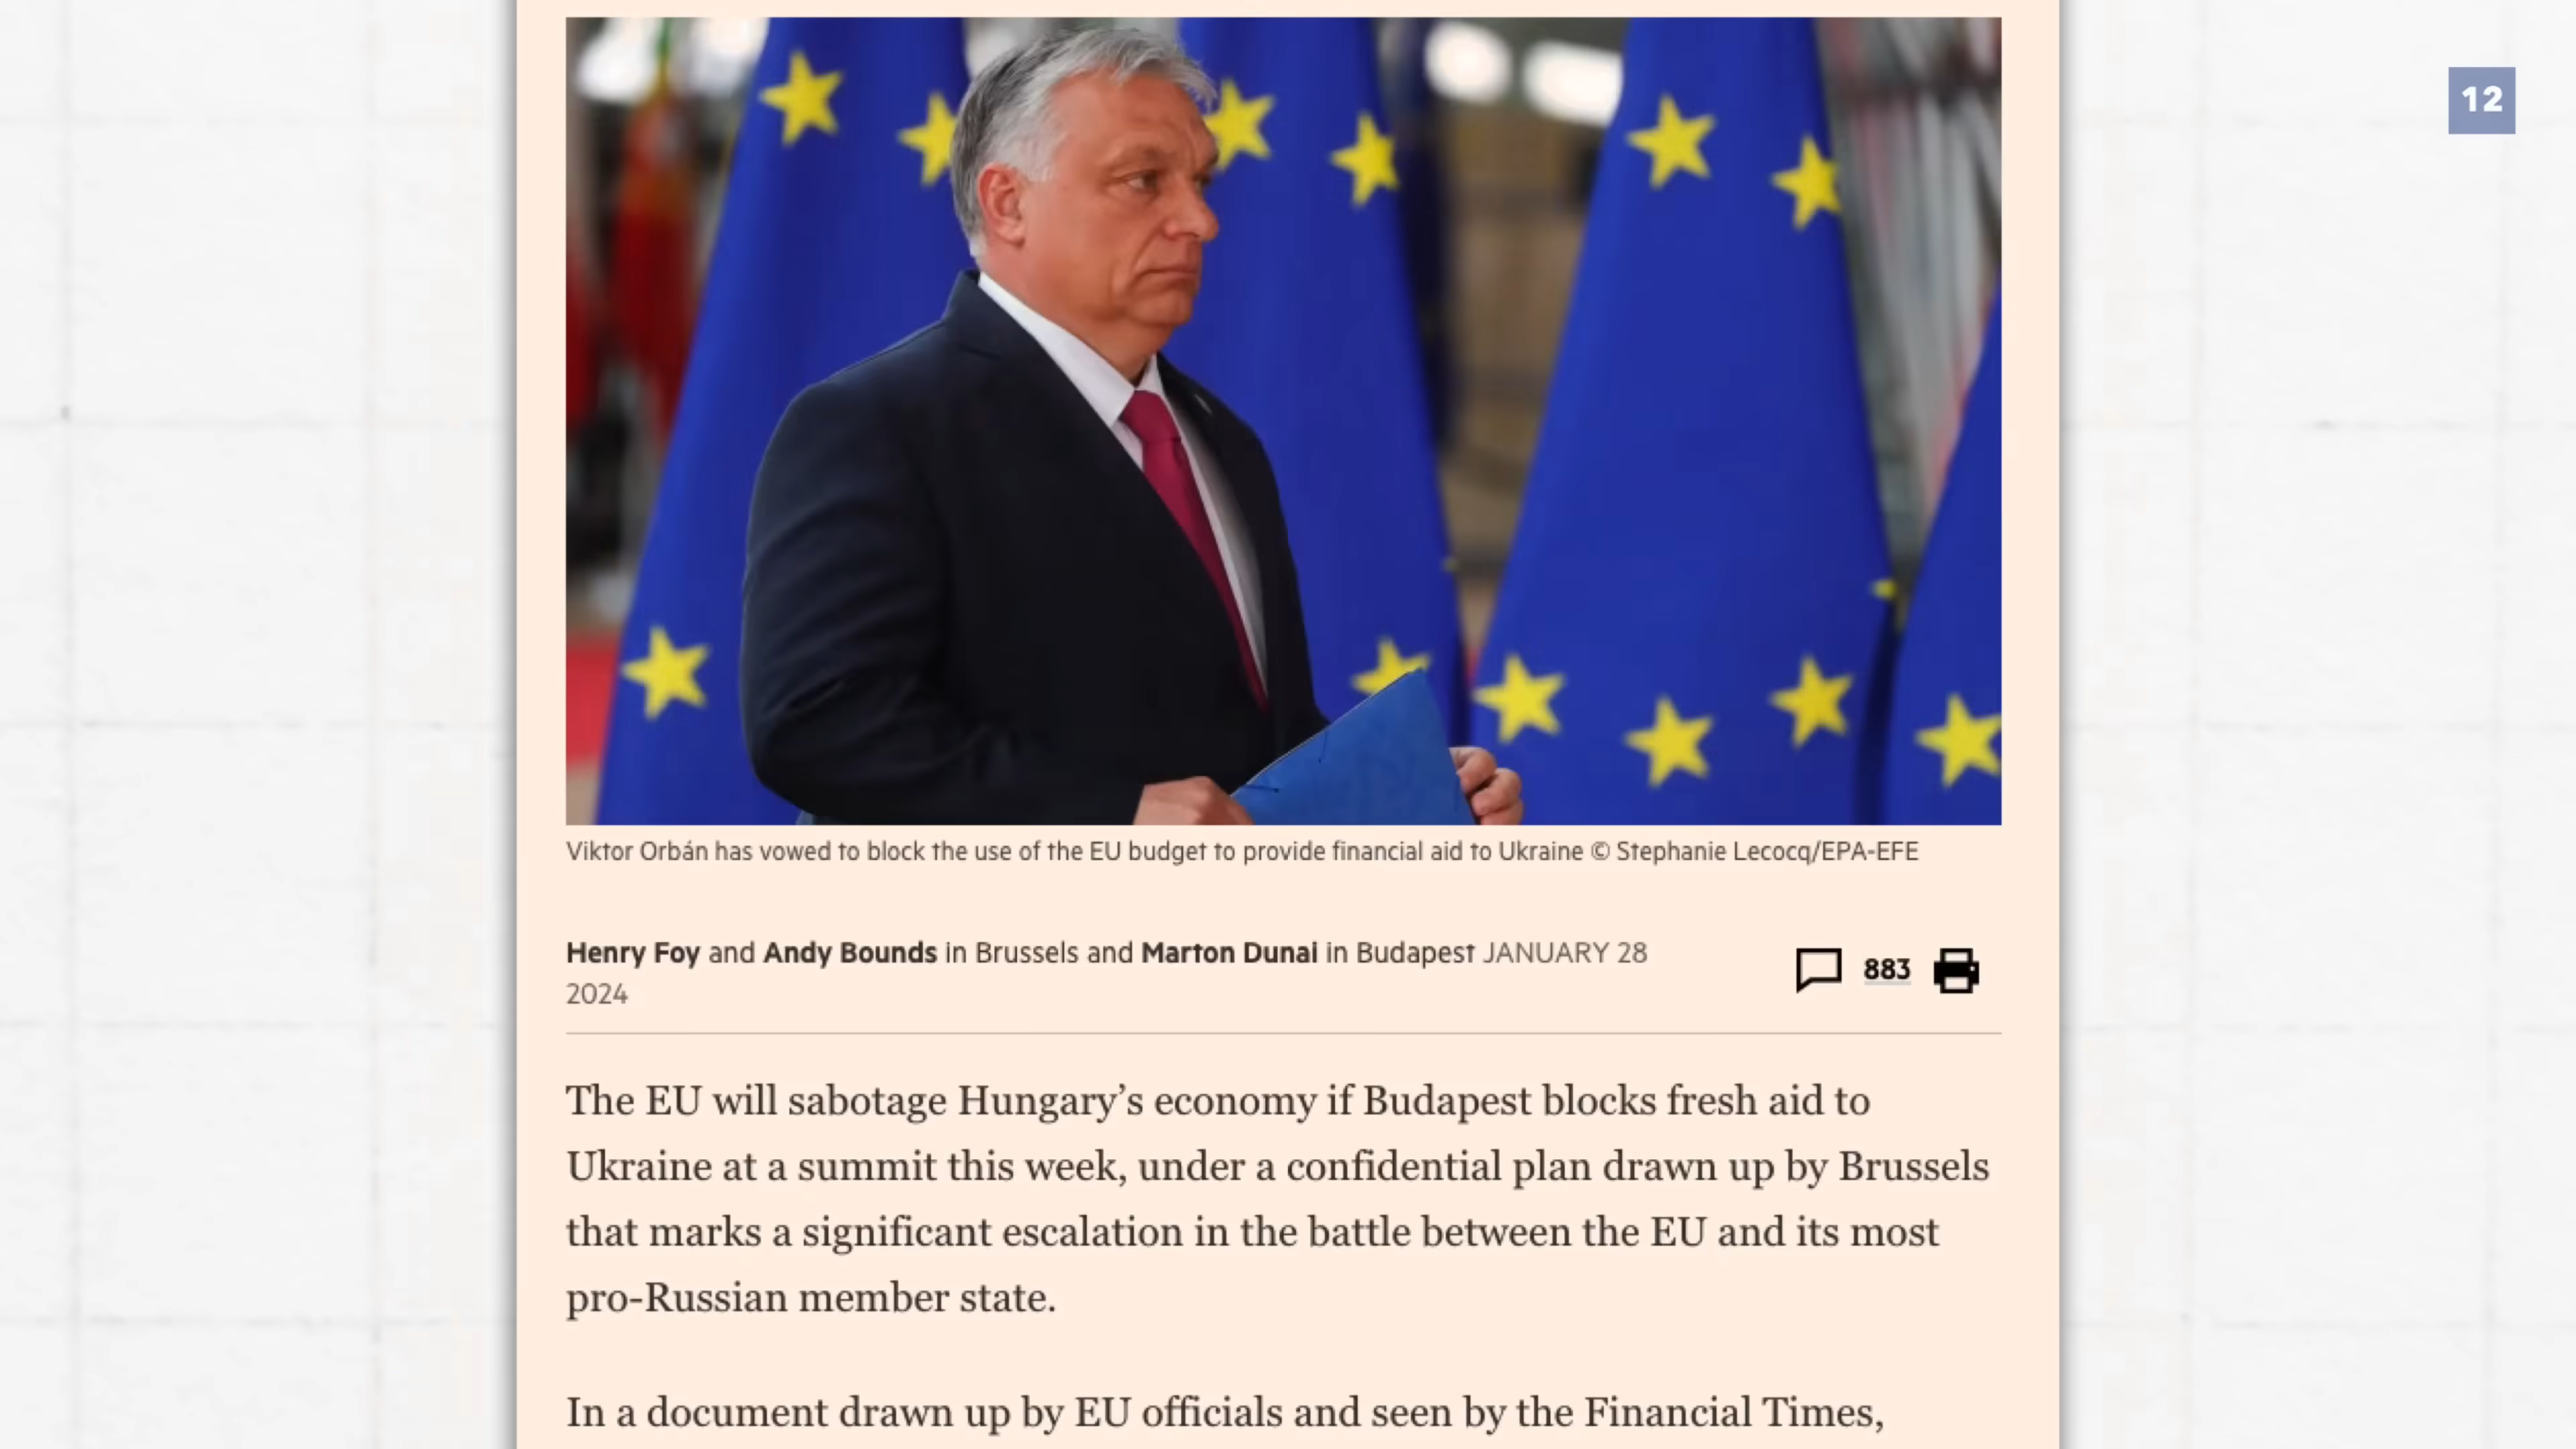 12
Viktor Orbán has vowed to block the use of the EU budget to provide financial aid to Ukraine © Stephanie Lecocq/EPA-EFE
Henry Foy and Andy Bounds in Brussels and Marton Dunai in Budapest JANUARY 28
2024
883
The EU will sabotage Hungary’s economy if Budapest blocks fresh aid to
Ukraine at a summit this week, under a confidential plan drawn up by Brussels
that marks a significant escalation in the battle between the EU and its most
pro-Russian member state.
In a document drawn up by EU officials and seen by the Financial Times,